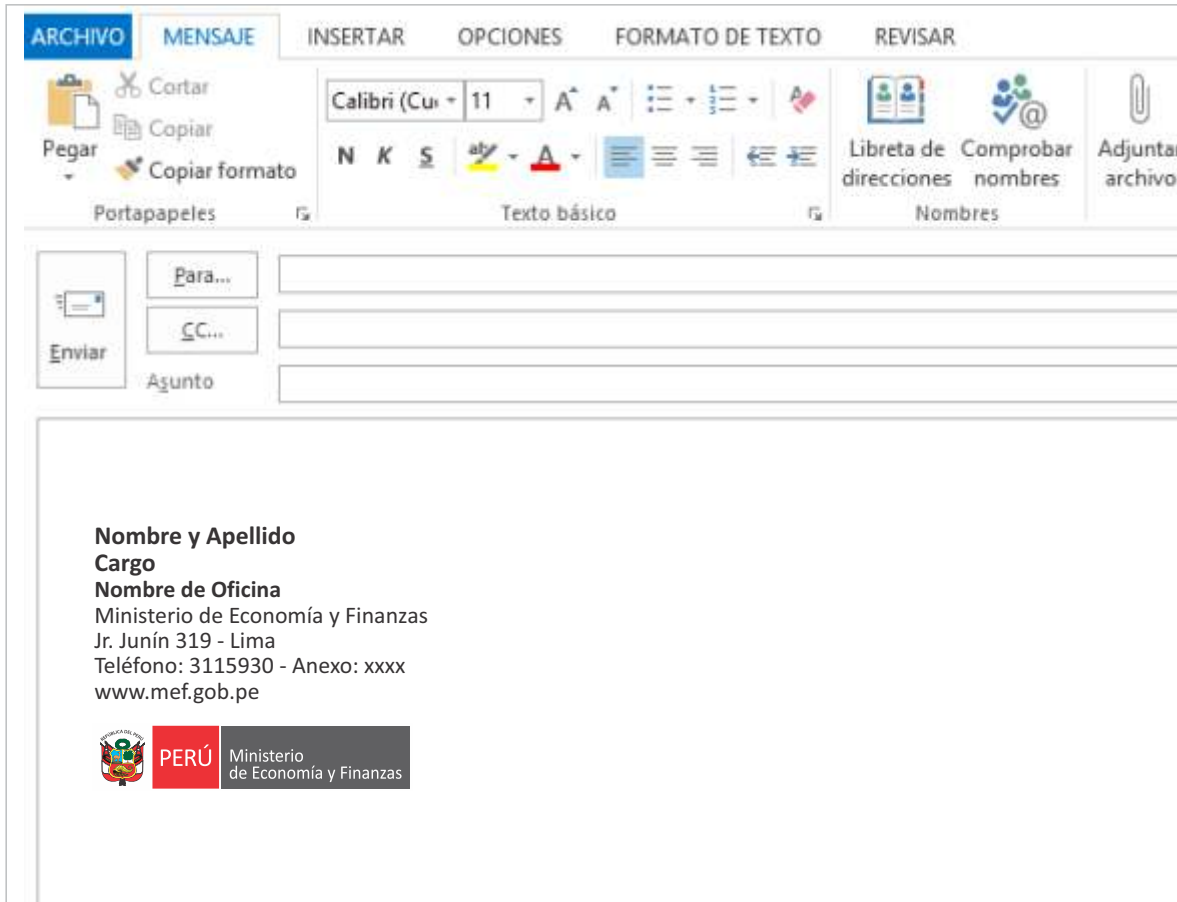 ARCHIVO MENSAJE INSERTAR OPCIONES FORMATO DE TEXTO REVISAR
Pegar
Cortar
Copiar
Copiar formato
Portapapeles
Calibri (Cu 11
N K S
Texto básico
Libreta de direcciones
Comprobar nombres
Nombres
Adjuntar archivo
Enviar
Para...
CC...
Asunto
Nombre y Apellido
Cargo
Nombre de Oficina
Ministerio de Economía y Finanzas
Jr. Junín 319 - Lima
Teléfono: 3115930 - Anexo: xxxx
www.mef.gob.pe
REPÚBLICA DEL PERÚ
PERÚ
Ministerio
de Economía y Finanzas